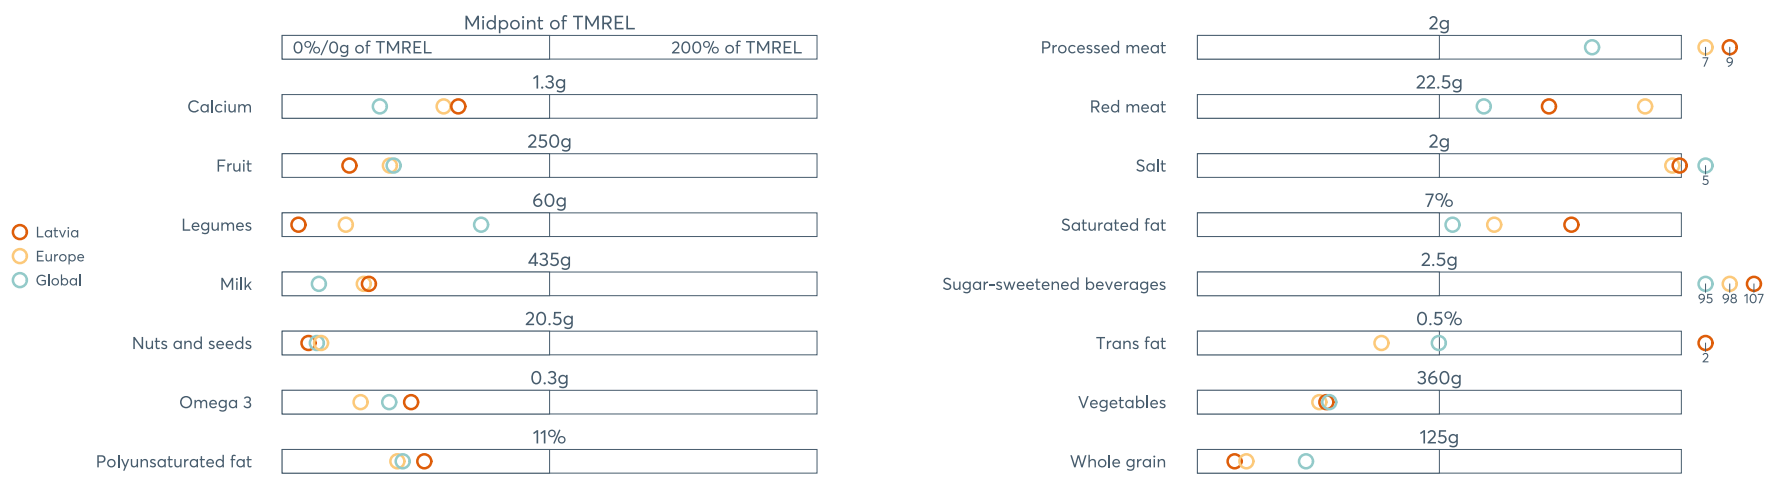 Midpoint of TMREL
0%/0g of TMREL
200% of TMREL
Calcium
1.3g
Fruit
250g
Legumes
60g
Milk
435g
Nuts and seeds
20.5g
Omega 3
0.3g
Polyunsaturated fat
11%
Latvia
Europe
Global
Processed meat
2g
7
9
Red meat
22.5g
Salt
2g
5
Saturated fat
7%
Sugar-sweetened beverages
2.5g
95
98
107
Trans fat
0.5%
2
Vegetables
360g
Whole grain
125g